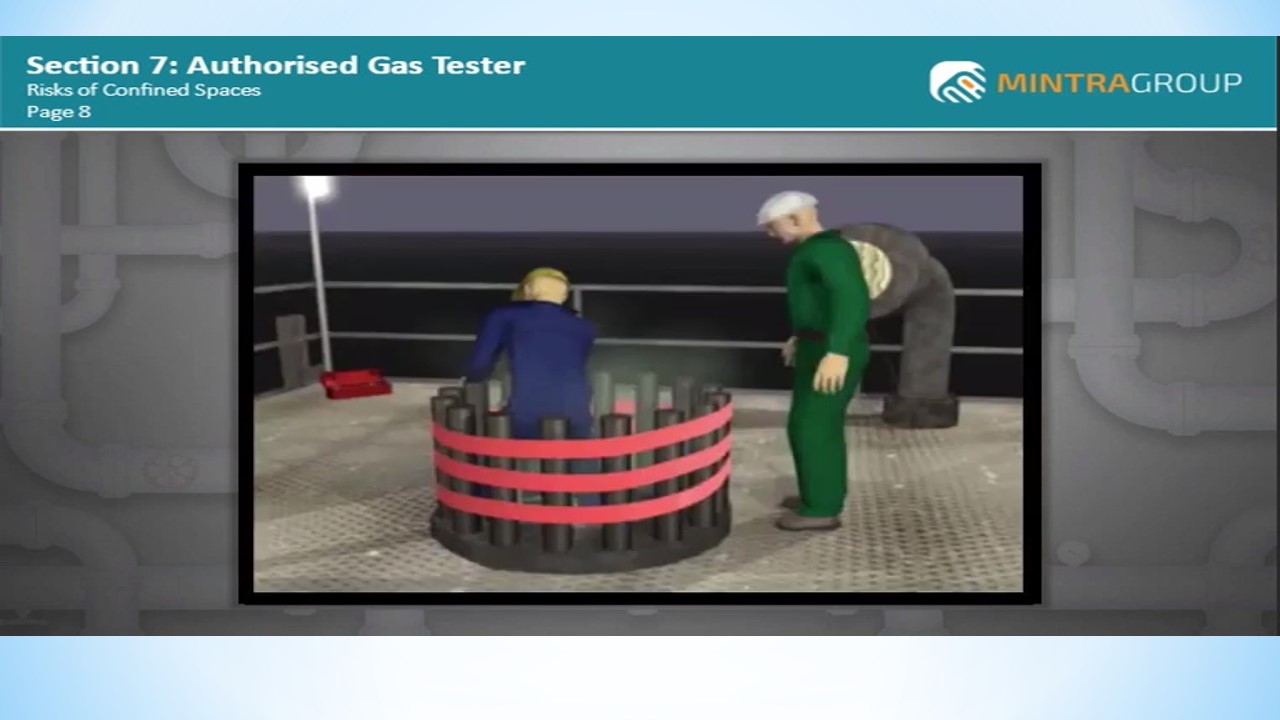 Section 7: Authorised Gas Tester
Risks of Confined Spaces
Page 8
MINTRAGROUP